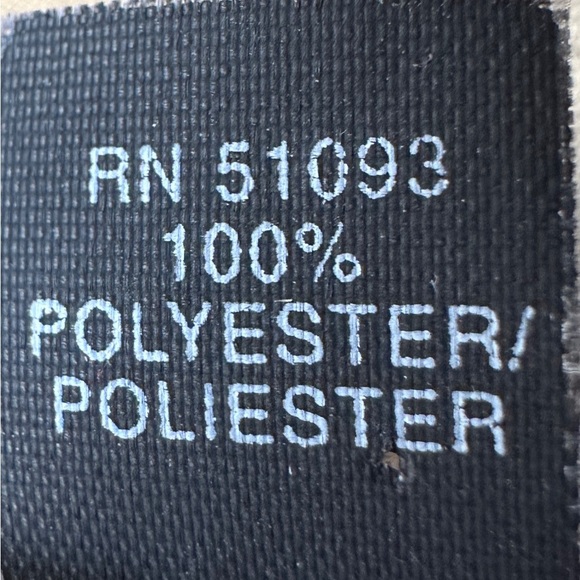 RN 51093
100%
POLYESTER/
POLIESTER